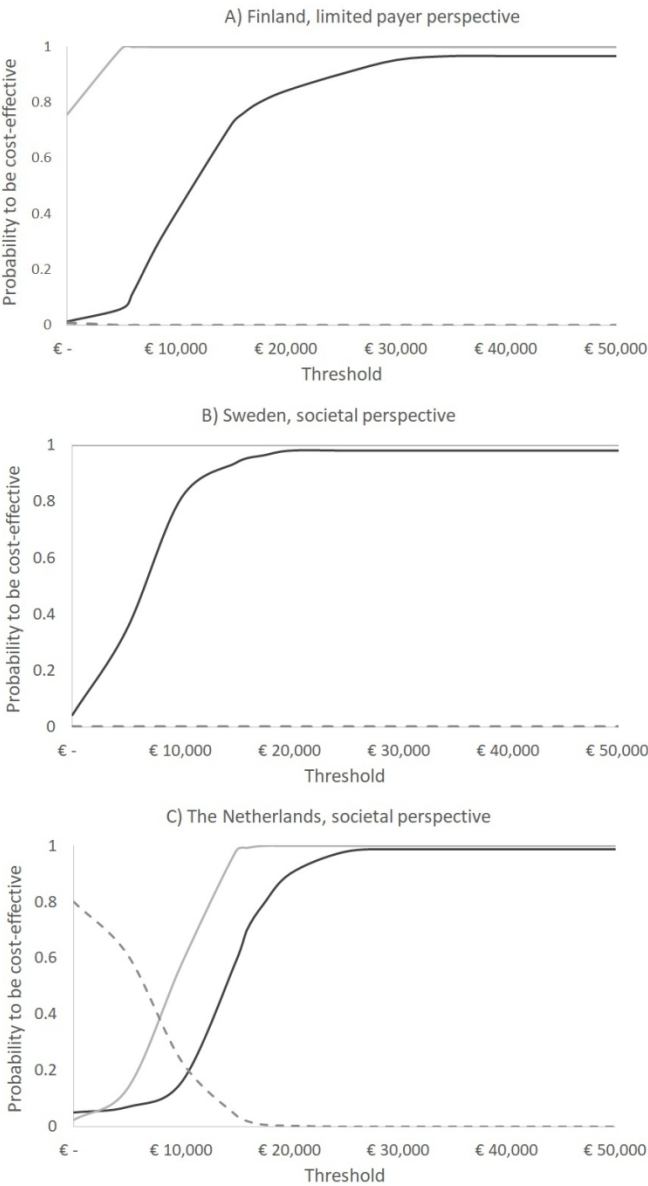 A) Finland, limited payer perspective
Probability to be cost-effective
1
0.8
0.6
0.4
0.2
0
€ - € 10,000 € 20,000 € 30,000 € 40,000 € 50,000
Threshold
B) Sweden, societal perspective
Probability to be cost-effective
1
0.8
0.6
0.4
0.2
0
€ - € 10,000 € 20,000 € 30,000 € 40,000 € 50,000
Threshold
C) The Netherlands, societal perspective
Probability to be cost-effective
1
0.8
0.6
0.4
0.2
0
€ - € 10,000 € 20,000 € 30,000 € 40,000 € 50,000
Threshold